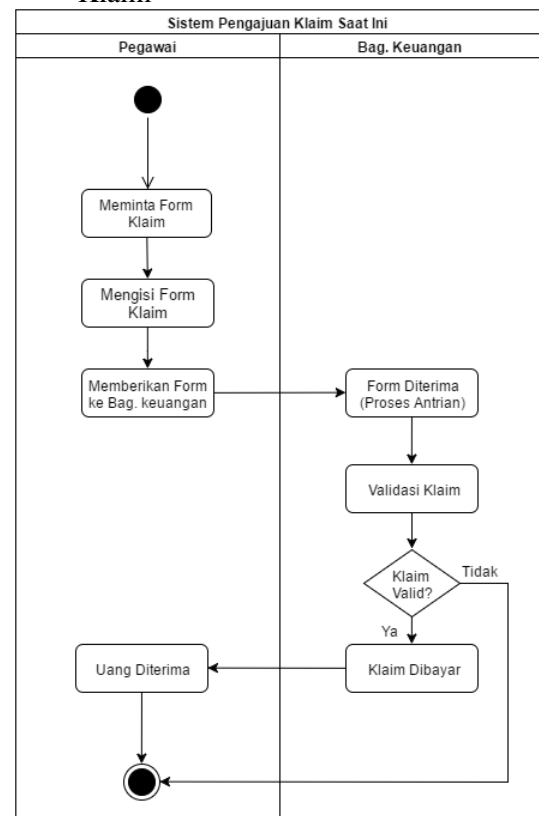 Klaim
Sistem Pengajuan Klaim Saat Ini
Pegawai
Bag. Keuangan
Meminta Form
Klaim
Mengisi Form
Klaim
Memberikan Form
ke Bag. keuangan
Form Diterima
(Proses Antrian)
Validasi Klaim
Klaim
Valid?
Tidak
Ya
Klaim Dibayar
Uang Diterima